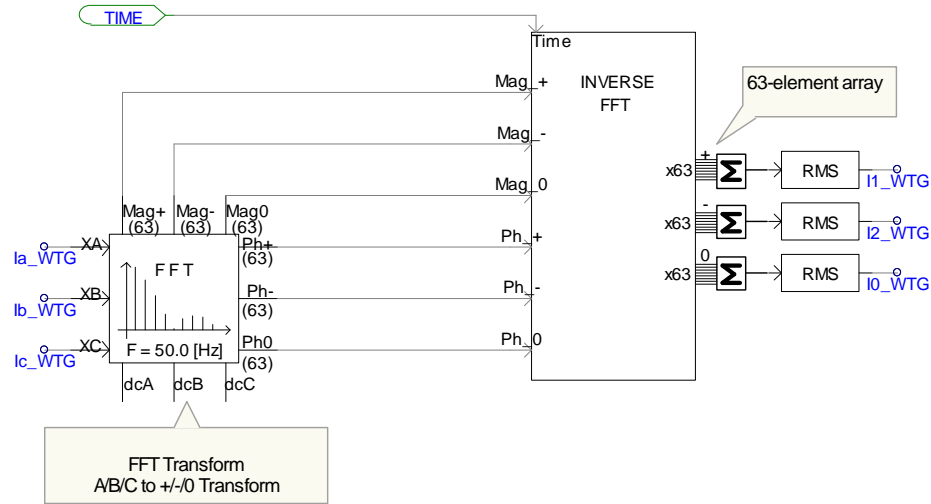 TIME
Time
Mag_+
INVERSE
FFT
63-element array
Mag_-
+
x63
Σ
RMS
I1_WTG
Mag_0
Mag+
Mag-
Mag0
(63)
(63)
(63)
-
x63
Σ
RMS
I2_WTG
XA
Ia_WTG
FFT
Ph+
(63)
Ph_+
0
x63
Σ
RMS
I0_WTG
XB
Ib_WTG
Ph-
(63)
Ph_-
XC
Ic_WTG
F = 50.0 [Hz]
Ph0
(63)
Ph_0
dcA
dcB
dcC
FFT Transform
A/B/C to +/-/0 Transform